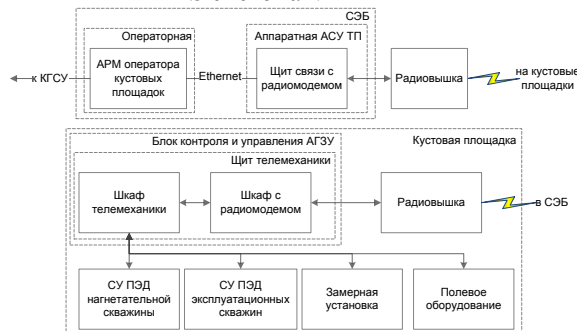 СЭБ
Операторная
Аппаратная АСУ ТП
к КГСУ
АРМ оператора
кустовых
площадок
Ethernet
Щит связи с
радиомодемом
Радиовышка
на кустовые
площадки
Блок контроля и управления АГЗУ
Кустовая площадка
Щит телемеханики
Шкаф
телемеханики
Шкаф с
радиомодемом
Радиовышка
в СЭБ
СУ ПЭД
нагнетательной
скважины
СУ ПЭД
эксплуатационных
скважин
Замерная
установка
Полевое
оборудование